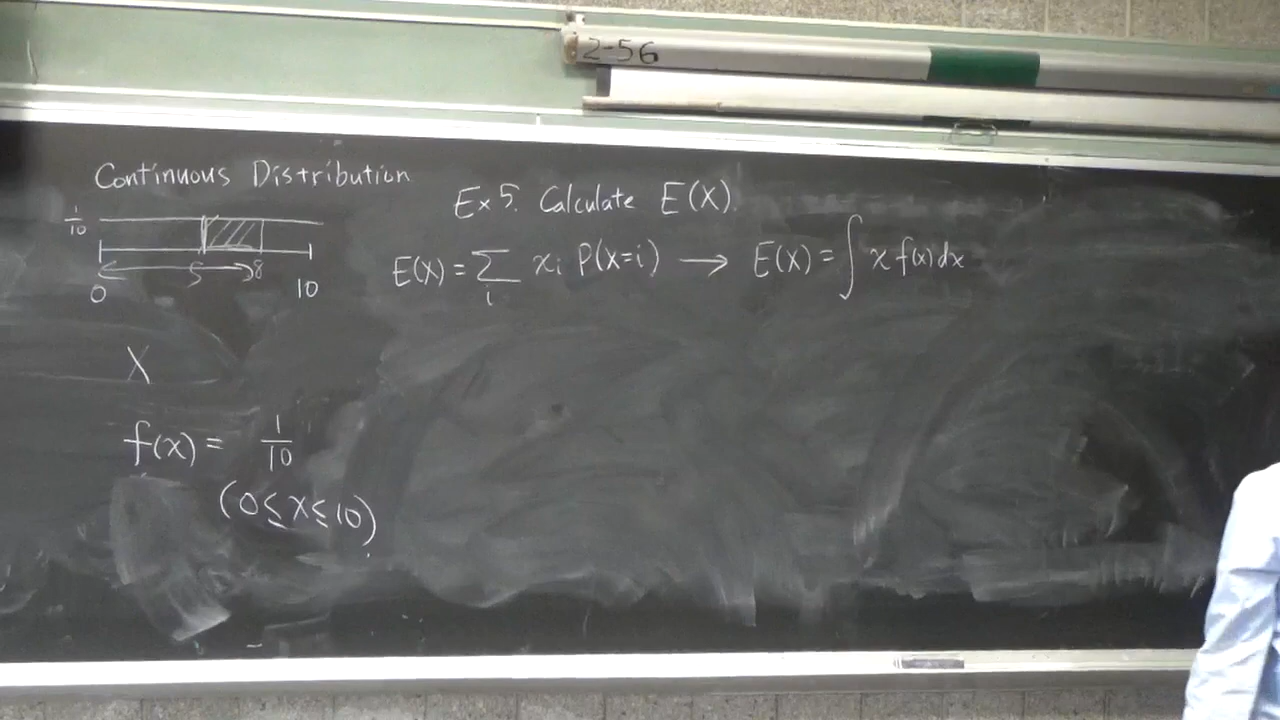 2-56
Continuous Distribution
1/10
0 5 8 10
X
f(x) = 1/10
(0≤x≤10)
Ex 5. Calculate E(X).
E(X) = ∑_i x_i P(x=i) → E(X) = ∫ x f(x) dx